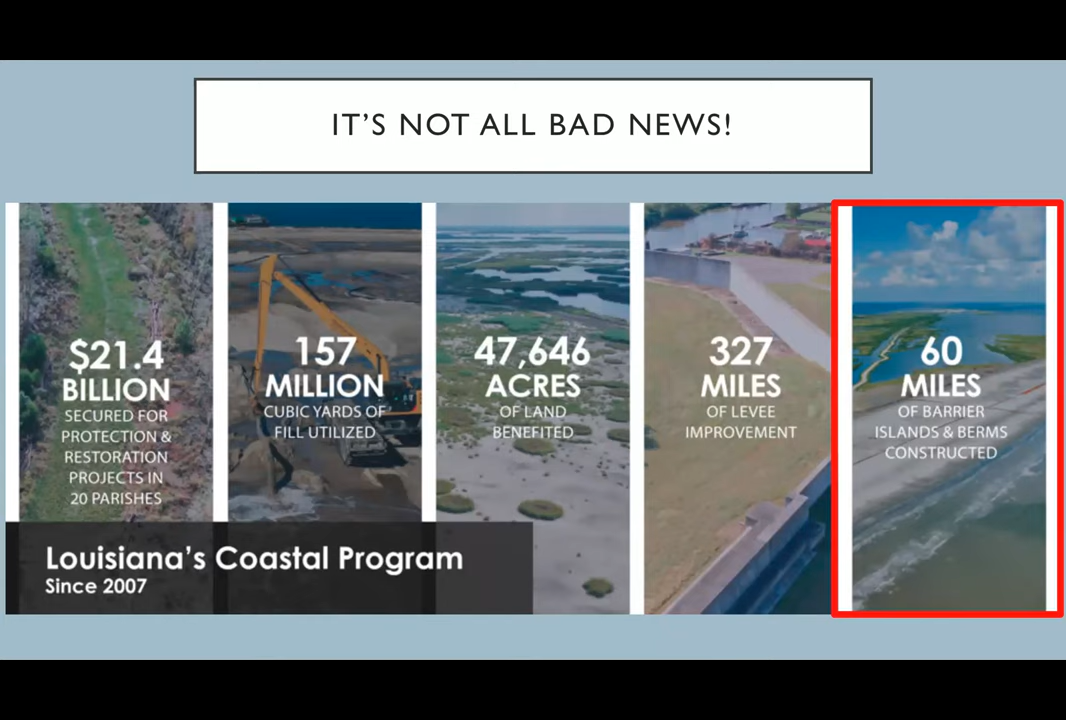 IT'S NOT ALL BAD NEWS!
$21.4
BILLION
SECURED FOR
PROTECTION &
RESTORATION
PROJECTS IN
20 PARISHES
157
MILLION
CUBIC YARDS OF
FILL UTILIZED
47,646
ACRES
OF LAND
BENEFITED
327
MILES
OF LEVEE
IMPROVEMENT
60
MILES
OF BARRIER
ISLANDS & BERMS
CONSTRUCTED
Louisiana's Coastal Program
Since 2007